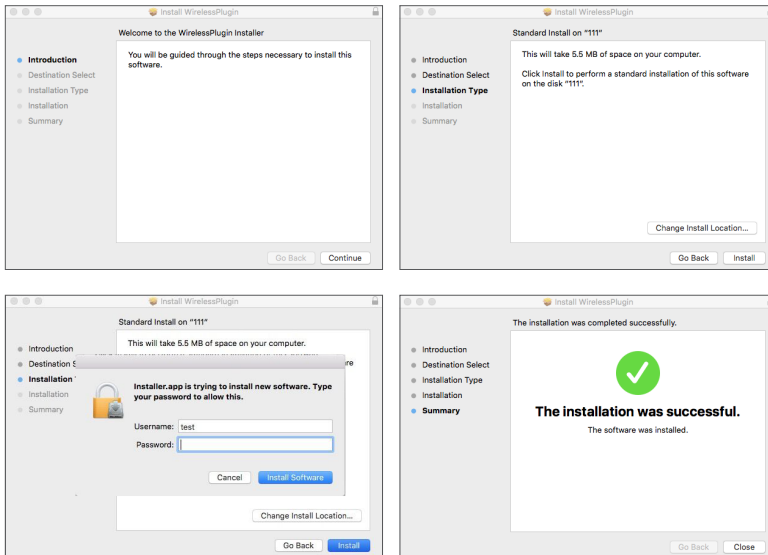 Install WirelessPlugin
Welcome to the WirelessPlugin Installer
Introduction
Destination Select
Installation Type
Installation
Summary
You will be guided through the steps necessary to install this
software.
Go Back
Continue
Install WirelessPlugin
Standard Install on "111"
Introduction
Destination Select
Installation Type
Installation
Summary
This will take 5.5 MB of space on your computer.
Click Install to perform a standard installation of this software
on the disk "111".
Change Install Location...
Go Back
Install
Install WirelessPlugin
Standard Install on "111"
Introduction
Destination S
Installation
Installation
Summary
This will take 5.5 MB of space on your computer.
re
Installer.app is trying to install new software. Type
your password to allow this.
Username: test
Password:
Cancel
Install Software
Change Install Location...
Go Back
Install
Install WirelessPlugin
The installation was completed successfully.
Introduction
Destination Select
Installation Type
Installation
Summary
The installation was successful.
The software was installed.
Go Back
Close